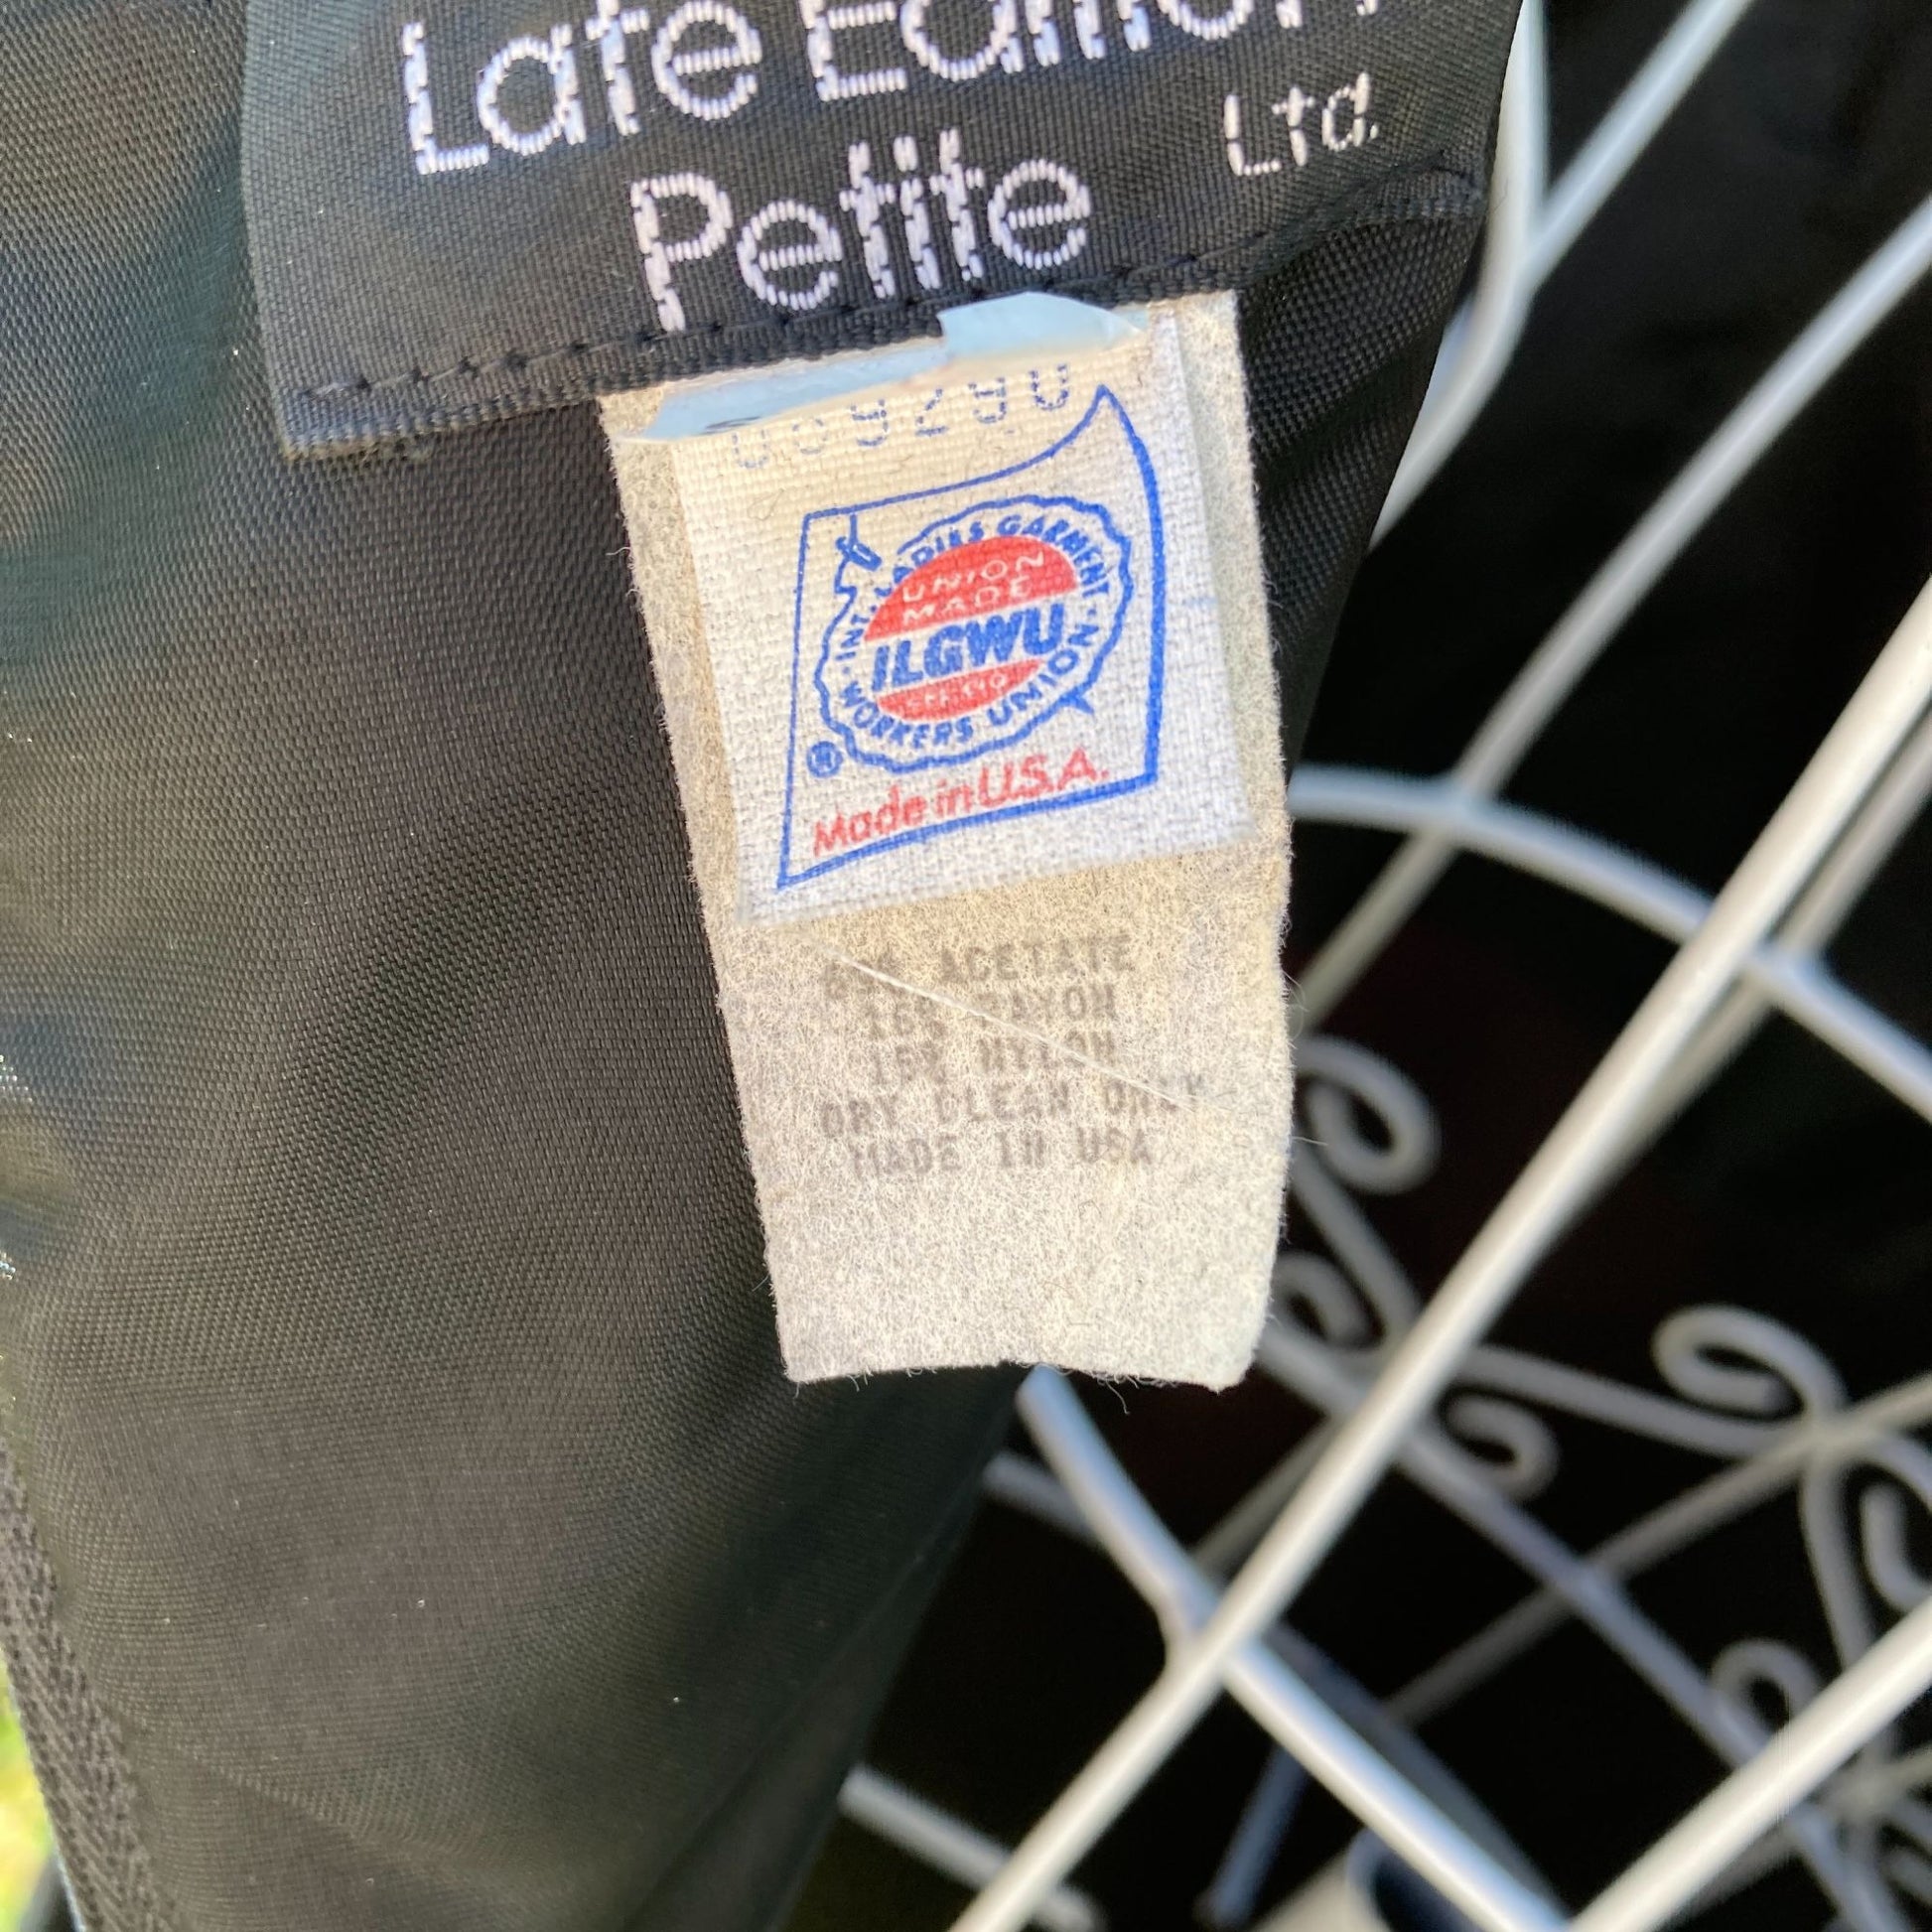 Late Edition
Ltd.
Petite
INT. LADIES GARMENT
UNION
MADE
ILGWU
WORKERS UNION
®
Made in U.S.A.
ACETATE
RAYON
NYLON
DRY CLEAN ONLY
MADE IN USA